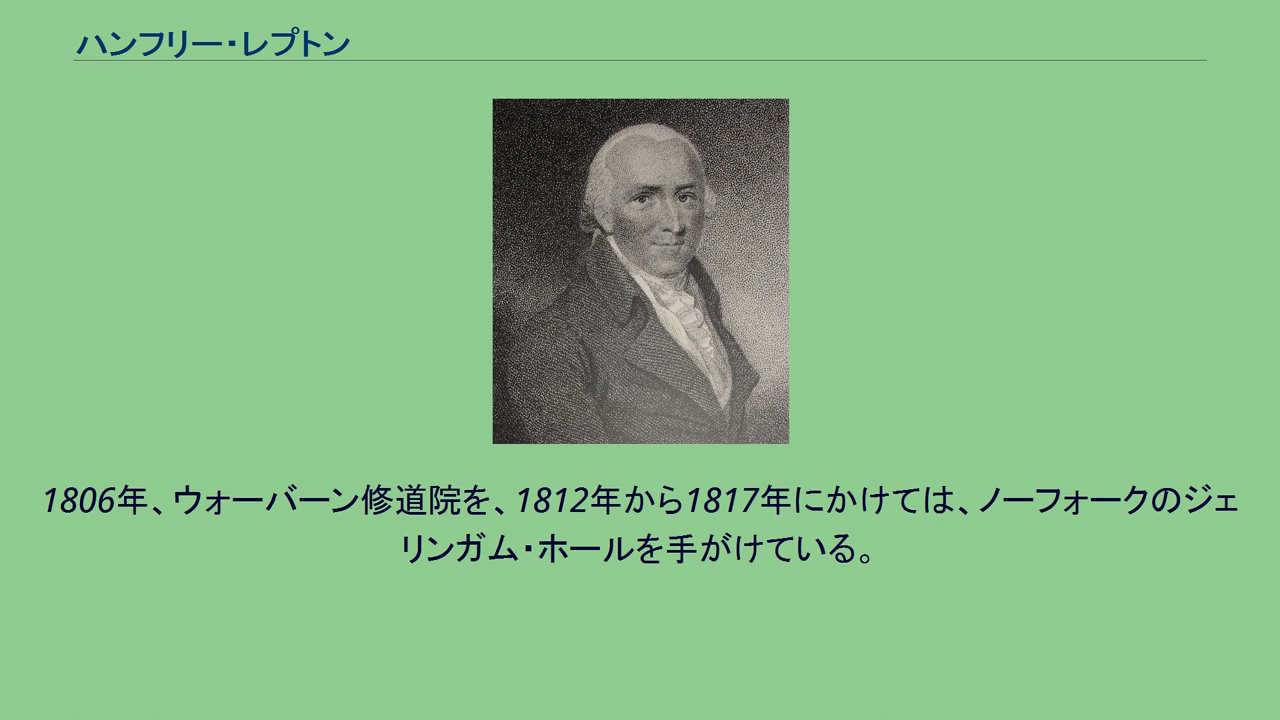 ハンフリー・レプトン
1806年、ウォーバーン修道院を、1812年から1817年にかけては、ノーフォークのジェ
リンガム・ホールを手がけている。